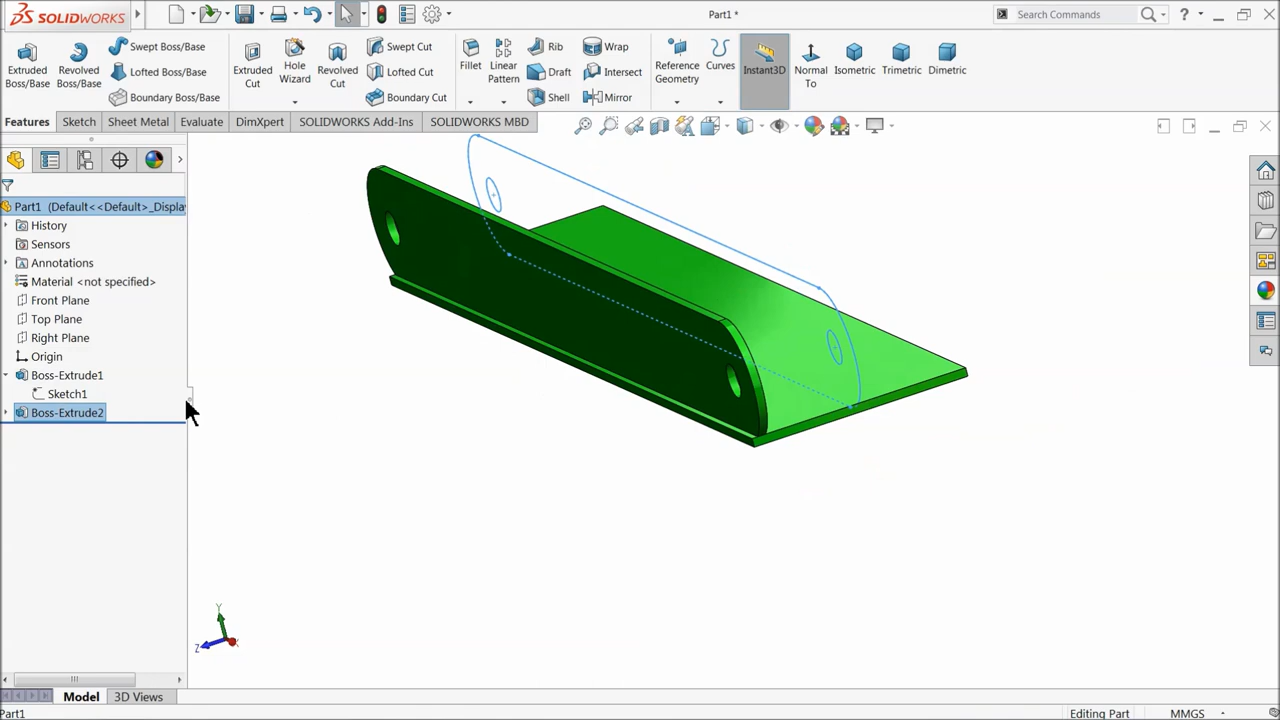 SOLIDWORKS
Part1 *
Search Commands
?
Extruded Boss/Base
Revolved Boss/Base
Swept Boss/Base
Lofted Boss/Base
Boundary Boss/Base
Extruded Cut
Hole Wizard
Revolved Cut
Swept Cut
Lofted Cut
Boundary Cut
Fillet
Linear Pattern
Rib
Draft
Shell
Wrap
Intersect
Mirror
Reference Geometry
Curves
Instant3D
Normal To
Isometric
Trimetric
Dimetric
Features
Sketch
Sheet Metal
Evaluate
DimXpert
SOLIDWORKS Add-Ins
SOLIDWORKS MBD
Part1 (Default<<Default>_Displa
History
Sensors
Annotations
Material <not specified>
Front Plane
Top Plane
Right Plane
Origin
Boss-Extrude1
Sketch1
Boss-Extrude2
Y
Z
X
Model
3D Views
Part1
Editing Part
MMGS